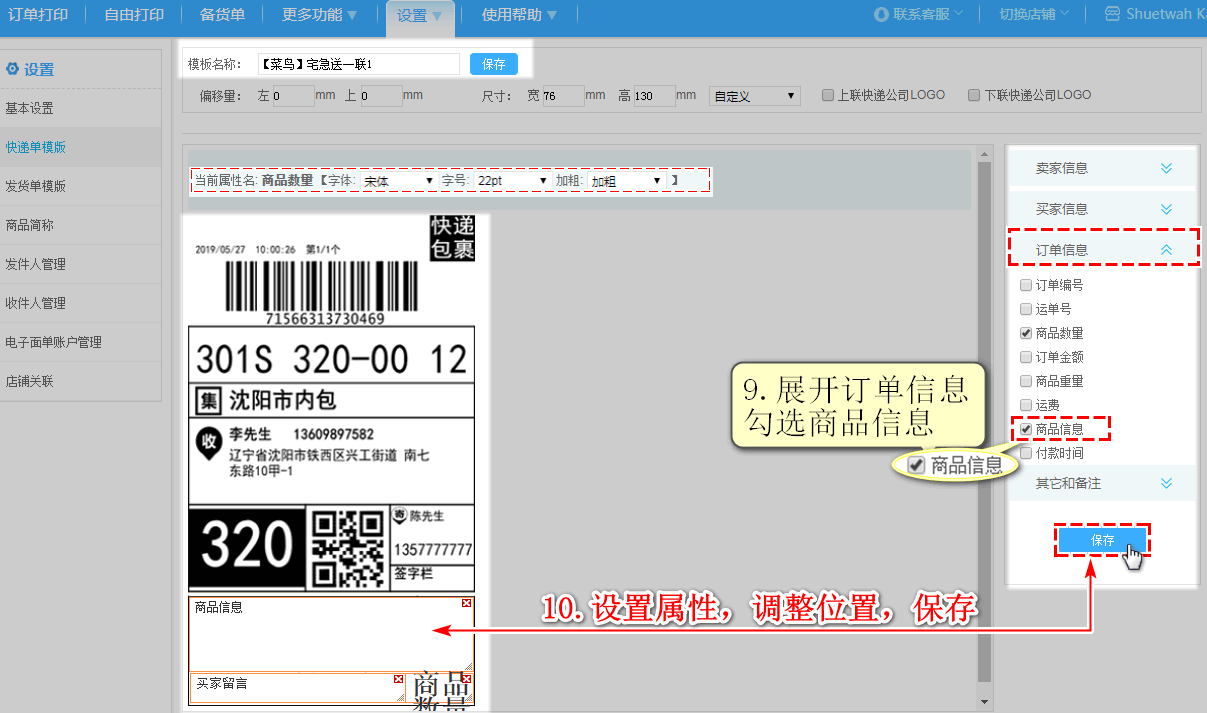 订单打印 自由打印 备货单 更多功能▼ 设置▼ 使用帮助▼ 联系客服 切换店铺 Shuetwah K
设置
基本设置
快递单模版
发货单模版
商品简称
发件人管理
收件人管理
电子面单账户管理
店铺关联
模板名称: 【菜鸟】宅急送一联1 保存
偏移量: 左 0 mm 上 0 mm 尺寸: 宽 76 mm 高 130 mm 自定义 上联快递公司LOGO 下联快递公司LOGO
当前属性名: 商品数量【字体: 宋体 字号: 22pt 加粗: 加粗 】
快递
包裹
2019/05/27 10:00:26 第1/1个
71566313730469
301S 320-00 12
集 沈阳市内包
收 李先生 13609897582
辽宁省沈阳市铁西区兴工街道 南七
东路10甲-1
320
寄 陈先生
1357777777
签字栏
商品信息
买家留言
商品
数量
卖家信息
买家信息
订单信息
订单编号
运单号
商品数量
订单金额
商品重量
运费
商品信息
付款时间
其它和备注
保存
9.展开订单信息
勾选商品信息
商品信息
10.设置属性，调整位置，保存